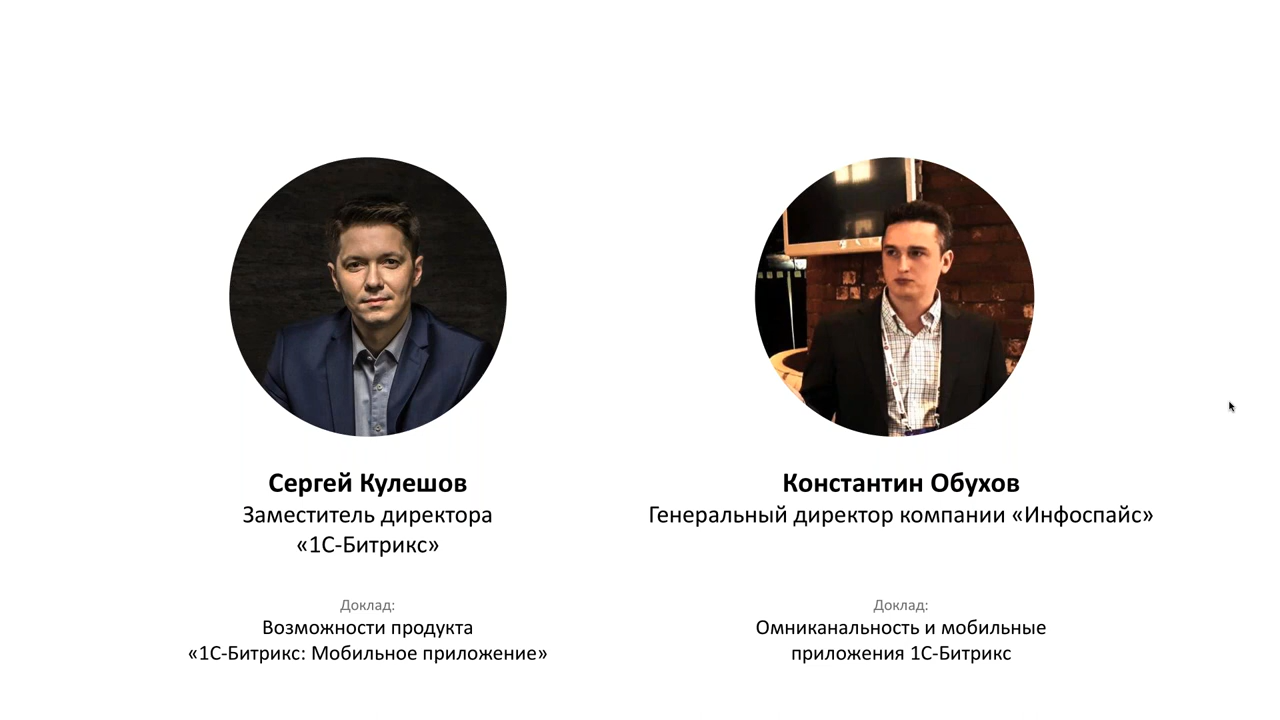 Сергей Кулешов
Заместитель директора
«1С-Битрикс»
Доклад:
Возможности продукта
«1С-Битрикс: Мобильное приложение»
Константин Обухов
Генеральный директор компании «Инфоспайс»
Доклад:
Омниканальность и мобильные
приложения 1С-Битрикс